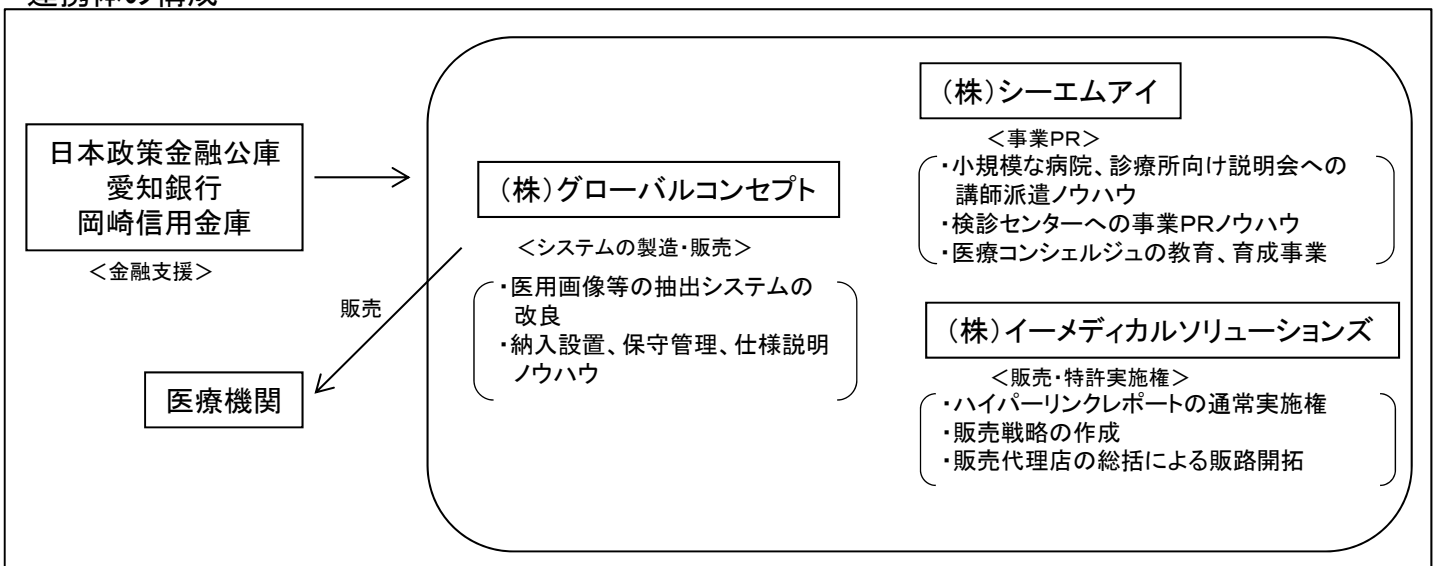 連携体の構成
日本政策金融公庫
愛知銀行
岡崎信用金庫
＜金融支援＞
販売
医療機関
（株）グローバルコンセプト
＜システムの製造・販売＞
・医用画像等の抽出システムの
改良
・納入設置、保守管理、仕様説明
ノウハウ
（株）シーエムアイ
＜事業ＰＲ＞
・小規模な病院、診療所向け説明会への
講師派遣ノウハウ
・検診センターへの事業ＰＲノウハウ
・医療コンシェルジュの教育、育成事業
（株）イーメディカルソリューションズ
＜販売・特許実施権＞
・ハイパーリンクレポートの通常実施権
・販売戦略の作成
・販売代理店の総括による販路開拓